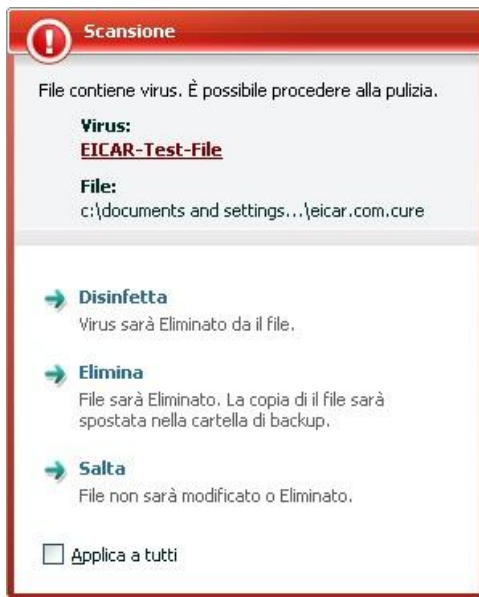 Scansione
File contiene virus. È possibile procedere alla pulizia.
Virus:
EICAR-Test-File
File:
c:\documents and settings...\eicar.com.cure
Disinfetta
Virus sarà Eliminato da il file.
Elimina
File sarà Eliminato. La copia di il file sarà
spostata nella cartella di backup.
Salta
File non sarà modificato o Eliminato.
Applica a tutti